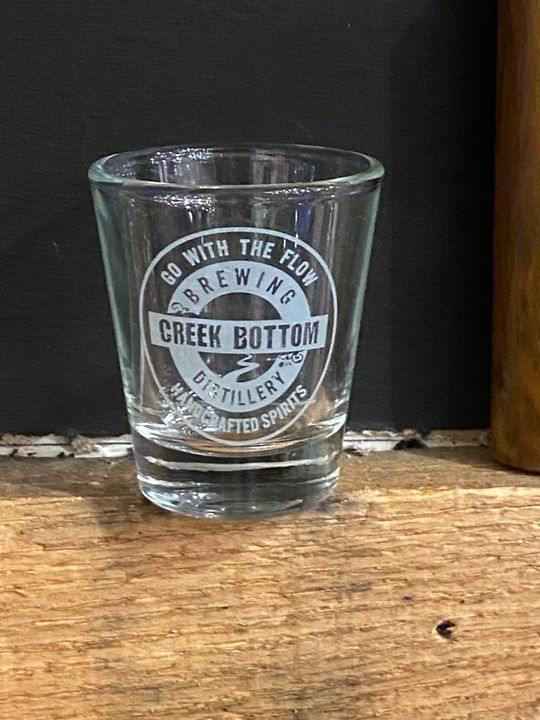 GO WITH THE FLOW
BREWING
CREEK BOTTOM
DISTILLERY
HANDCRAFTED SPIRITS